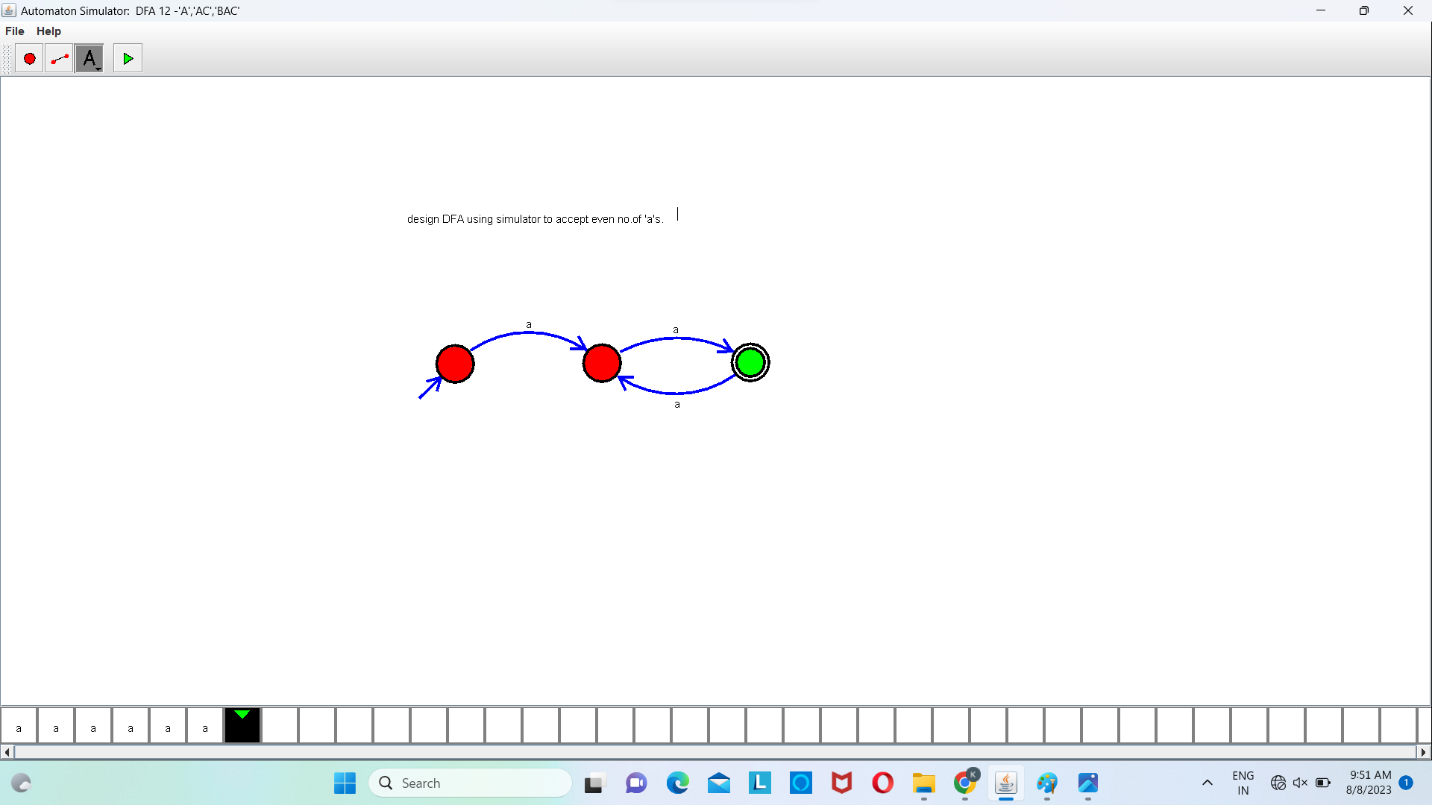 Automaton Simulator: DFA 12 -'A','AC','BAC'
File Help
A
design DFA using simulator to accept even no.of 'a's.
a
a
a
a a a a a a
Search
L
K
ENG
IN
9:51 AM
8/8/2023
1